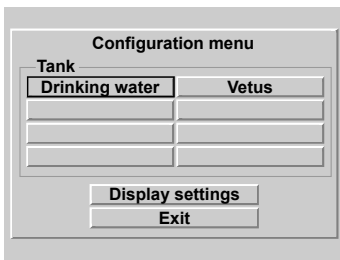 Configuration menu
Tank
Drinking water Vetus
Display settings
Exit